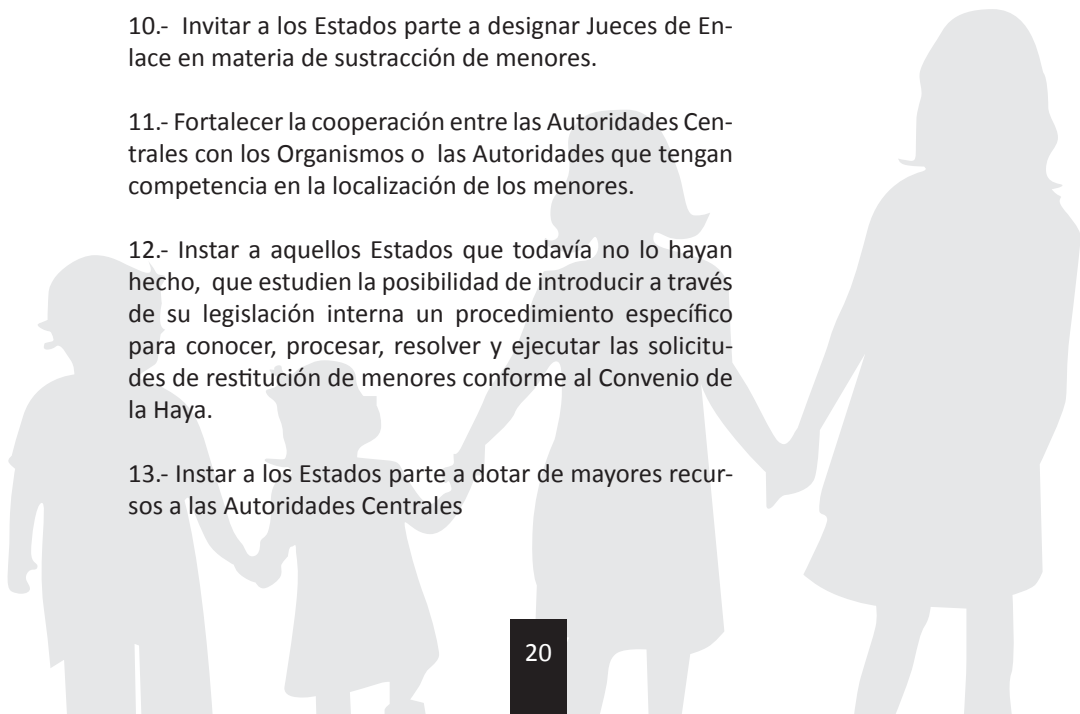 10.-  Invitar a los Estados parte a designar Jueces de En-
lace en materia de sustracción de menores.
11.- Fortalecer la cooperación entre las Autoridades Cen-
trales con los Organismos o  las Autoridades que tengan
competencia en la localización de los menores.
12.- Instar a aquellos Estados que todavía no lo hayan
hecho,  que estudien la posibilidad de introducir a través
de su legislación interna un procedimiento específico
para conocer, procesar, resolver y ejecutar las solicitu-
des de restitución de menores conforme al Convenio de
la Haya.
13.- Instar a los Estados parte a dotar de mayores recur-
sos a las Autoridades Centrales
20